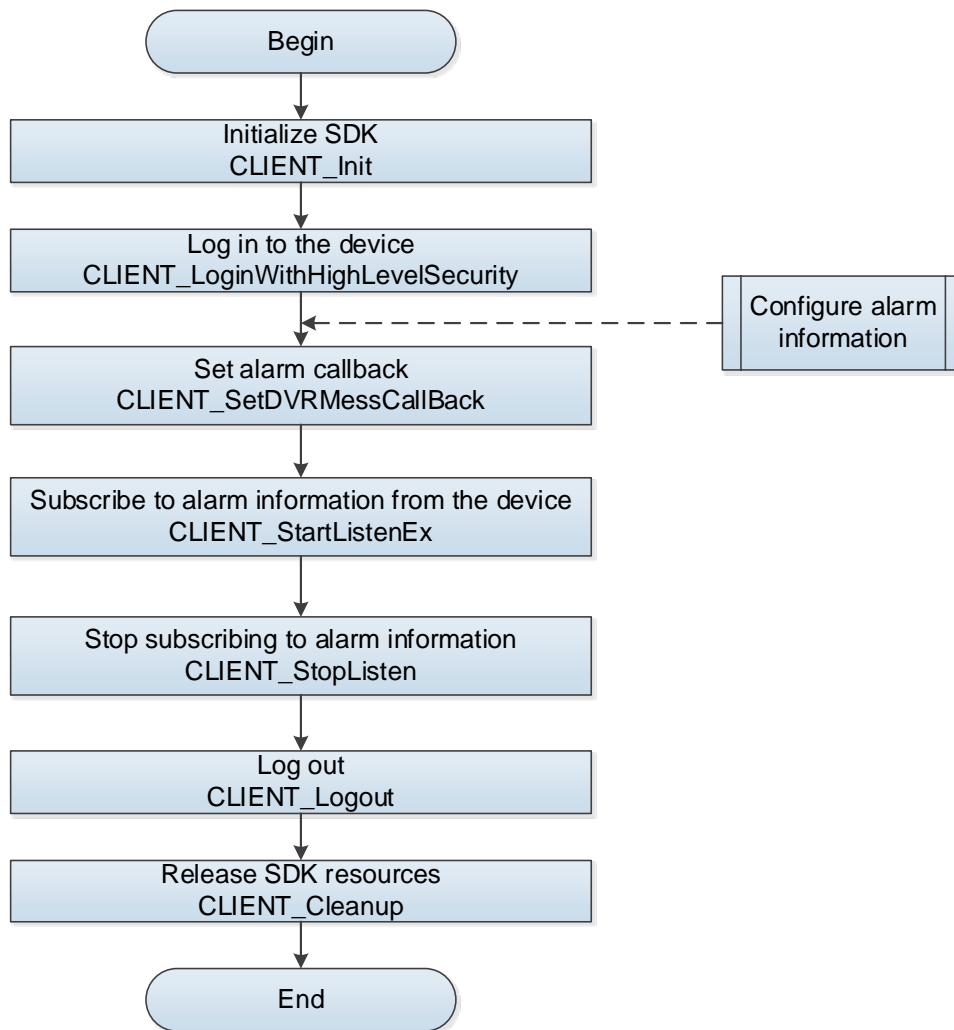 Begin
Initialize SDK
CLIENT_Init
Log in to the device
CLIENT_LoginWithHighLevelSecurity
Configure alarm
information
Set alarm callback
CLIENT_SetDVRMessCallBack
Subscribe to alarm information from the device
CLIENT_StartListenEx
Stop subscribing to alarm information
CLIENT_StopListen
Log out
CLIENT_Logout
Release SDK resources
CLIENT_Cleanup
End